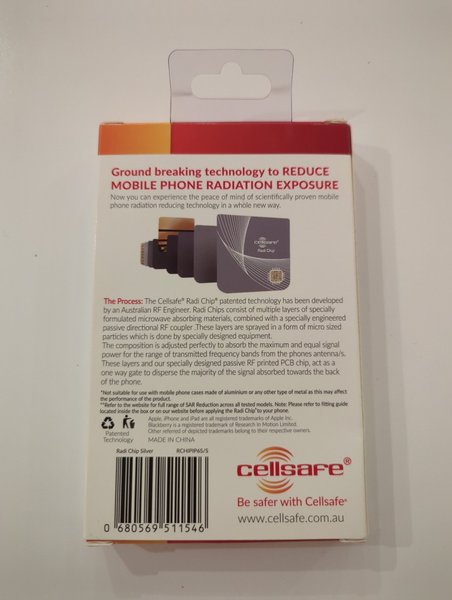 Ground breaking technology to REDUCE
MOBILE PHONE RADIATION EXPOSURE
Now you can experience the peace of mind of scientifically proven mobile
phone radiation reducing technology in a whole new way.
cellsafe®
Radi Chip
The Process: The Cellsafe® Radi Chip® patented technology has been developed
by an Australian RF Engineer. Radi Chips consist of multiple layers of specially
formulated microwave absorbing materials, combined with a specially engineered
passive directional RF coupler .These layers are sprayed in a form of micro sized
particles which is done by specially designed equipment.
The composition is adjusted perfectly to absorb the maximum and equal signal
power for the range of transmitted frequency bands from the phones antenna/s.
These layers and our specially designed passive RF printed PCB chip, act as a
one way gate to disperse the majority of the signal absorbed towards the back
of the phone.
*Not suitable for use with mobile phone cases made of aluminium or any other type of metal as this may affect
the performance of the product.
**Refer to the website for full range of SAR Reduction across all tested models. Note: Please refer to fitting guide
located inside the box or on our website before applying the Radi Chip®to your phone.
Apple, iPhone and iPad are all registered trademarks of Apple Inc.
Blackberry is a registered trademark of Research In Motion Limited.
Other referred of depicted trademarks belong to their respective owners.
Patented
Technology
MADE IN CHINA
Radi Chip Silver RCHIPIP65/S
0 680569 511546
cellsafe®
Be safer with Cellsafe®
www.cellsafe.com.au